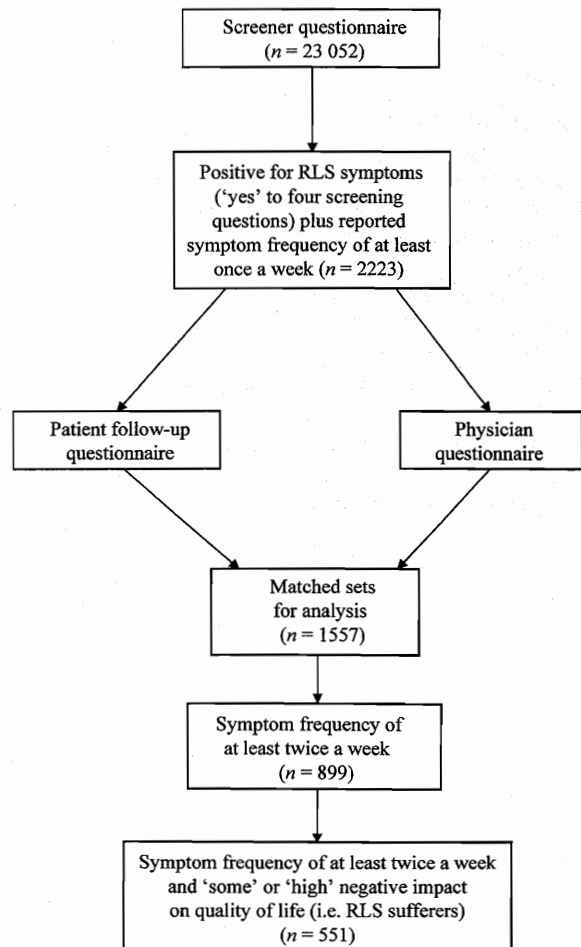 Screener questionnaire
(n = 23 052)
Positive for RLS symptoms
(‘yes’ to four screening
questions) plus reported
symptom frequency of at least
once a week (n = 2223)
Patient follow-up
questionnaire
Physician
questionnaire
Matched sets
for analysis
(n = 1557)
Symptom frequency of
at least twice a week
(n = 899)
Symptom frequency of at least twice a week
and ‘some’ or ‘high’ negative impact
on quality of life (i.e. RLS sufferers)
(n = 551)